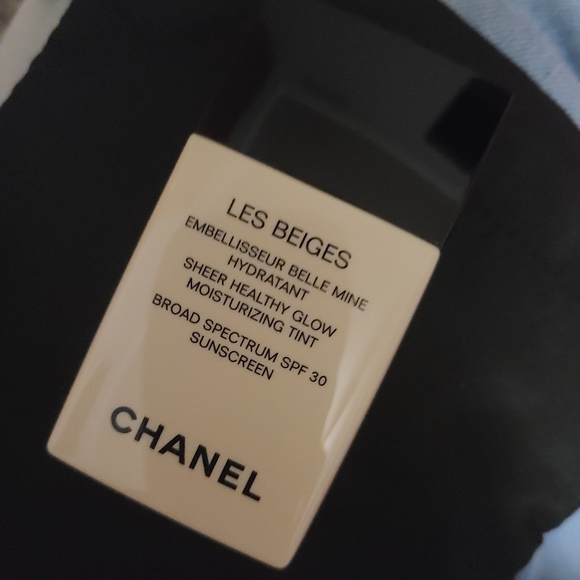 LES BEIGES
EMBELLISSEUR BELLE MINE
HYDRATANT
SHEER HEALTHY GLOW
MOISTURIZING TINT
BROAD SPECTRUM SPF 30
SUNSCREEN
CHANEL